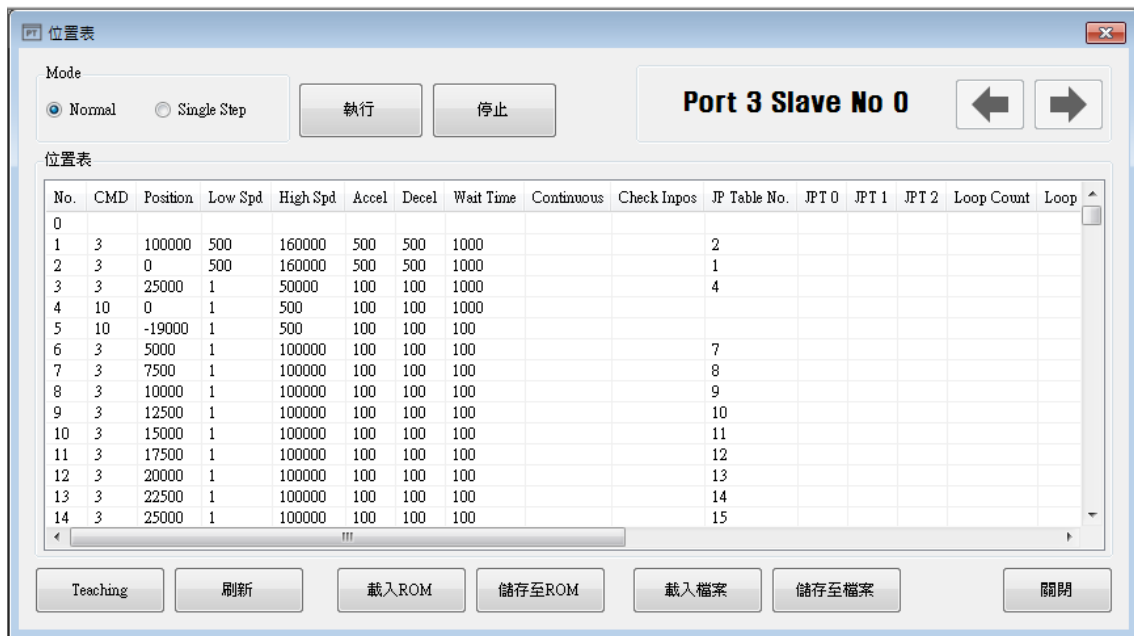 PT 位置表
Mode
Normal Single Step 執行 停止 Port 3 Slave No 0
位置表
No. CMD Position Low Spd High Spd Accel Decel Wait Time Continuous Check Inpos JP Table No. JPT 0 JPT 1 JPT 2 Loop Count Loop
0
1 3 100000 500 160000 500 500 1000 2
2 3 0 500 160000 500 500 1000 1
3 3 25000 1 50000 100 100 1000 4
4 10 0 1 500 100 100 1000
5 10 -19000 1 500 100 100 100
6 3 5000 1 100000 100 100 100 7
7 3 7500 1 100000 100 100 100 8
8 3 10000 1 100000 100 100 100 9
9 3 12500 1 100000 100 100 100 10
10 3 15000 1 100000 100 100 100 11
11 3 17500 1 100000 100 100 100 12
12 3 20000 1 100000 100 100 100 13
13 3 22500 1 100000 100 100 100 14
14 3 25000 1 100000 100 100 100 15
Teaching 刷新 載入ROM 儲存至ROM 載入檔案 儲存至檔案 關閉